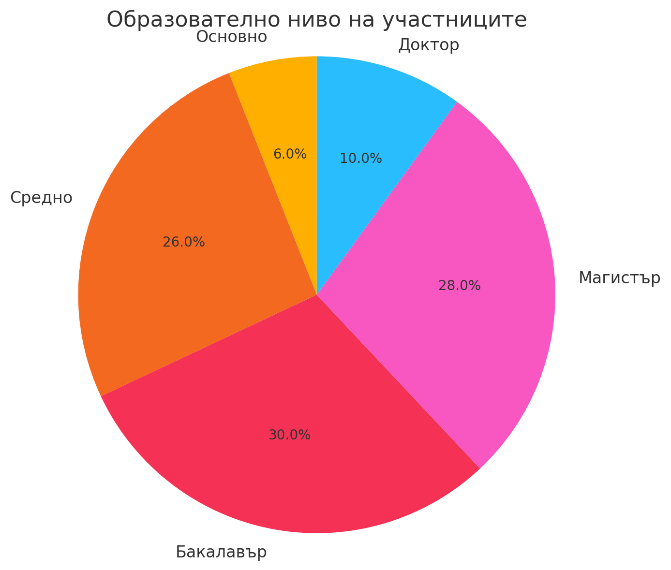 Образователно ниво на участниците
Основно
Доктор
6.0%
10.0%
Средно
26.0%
Магистър
28.0%
30.0%
Бакалавър